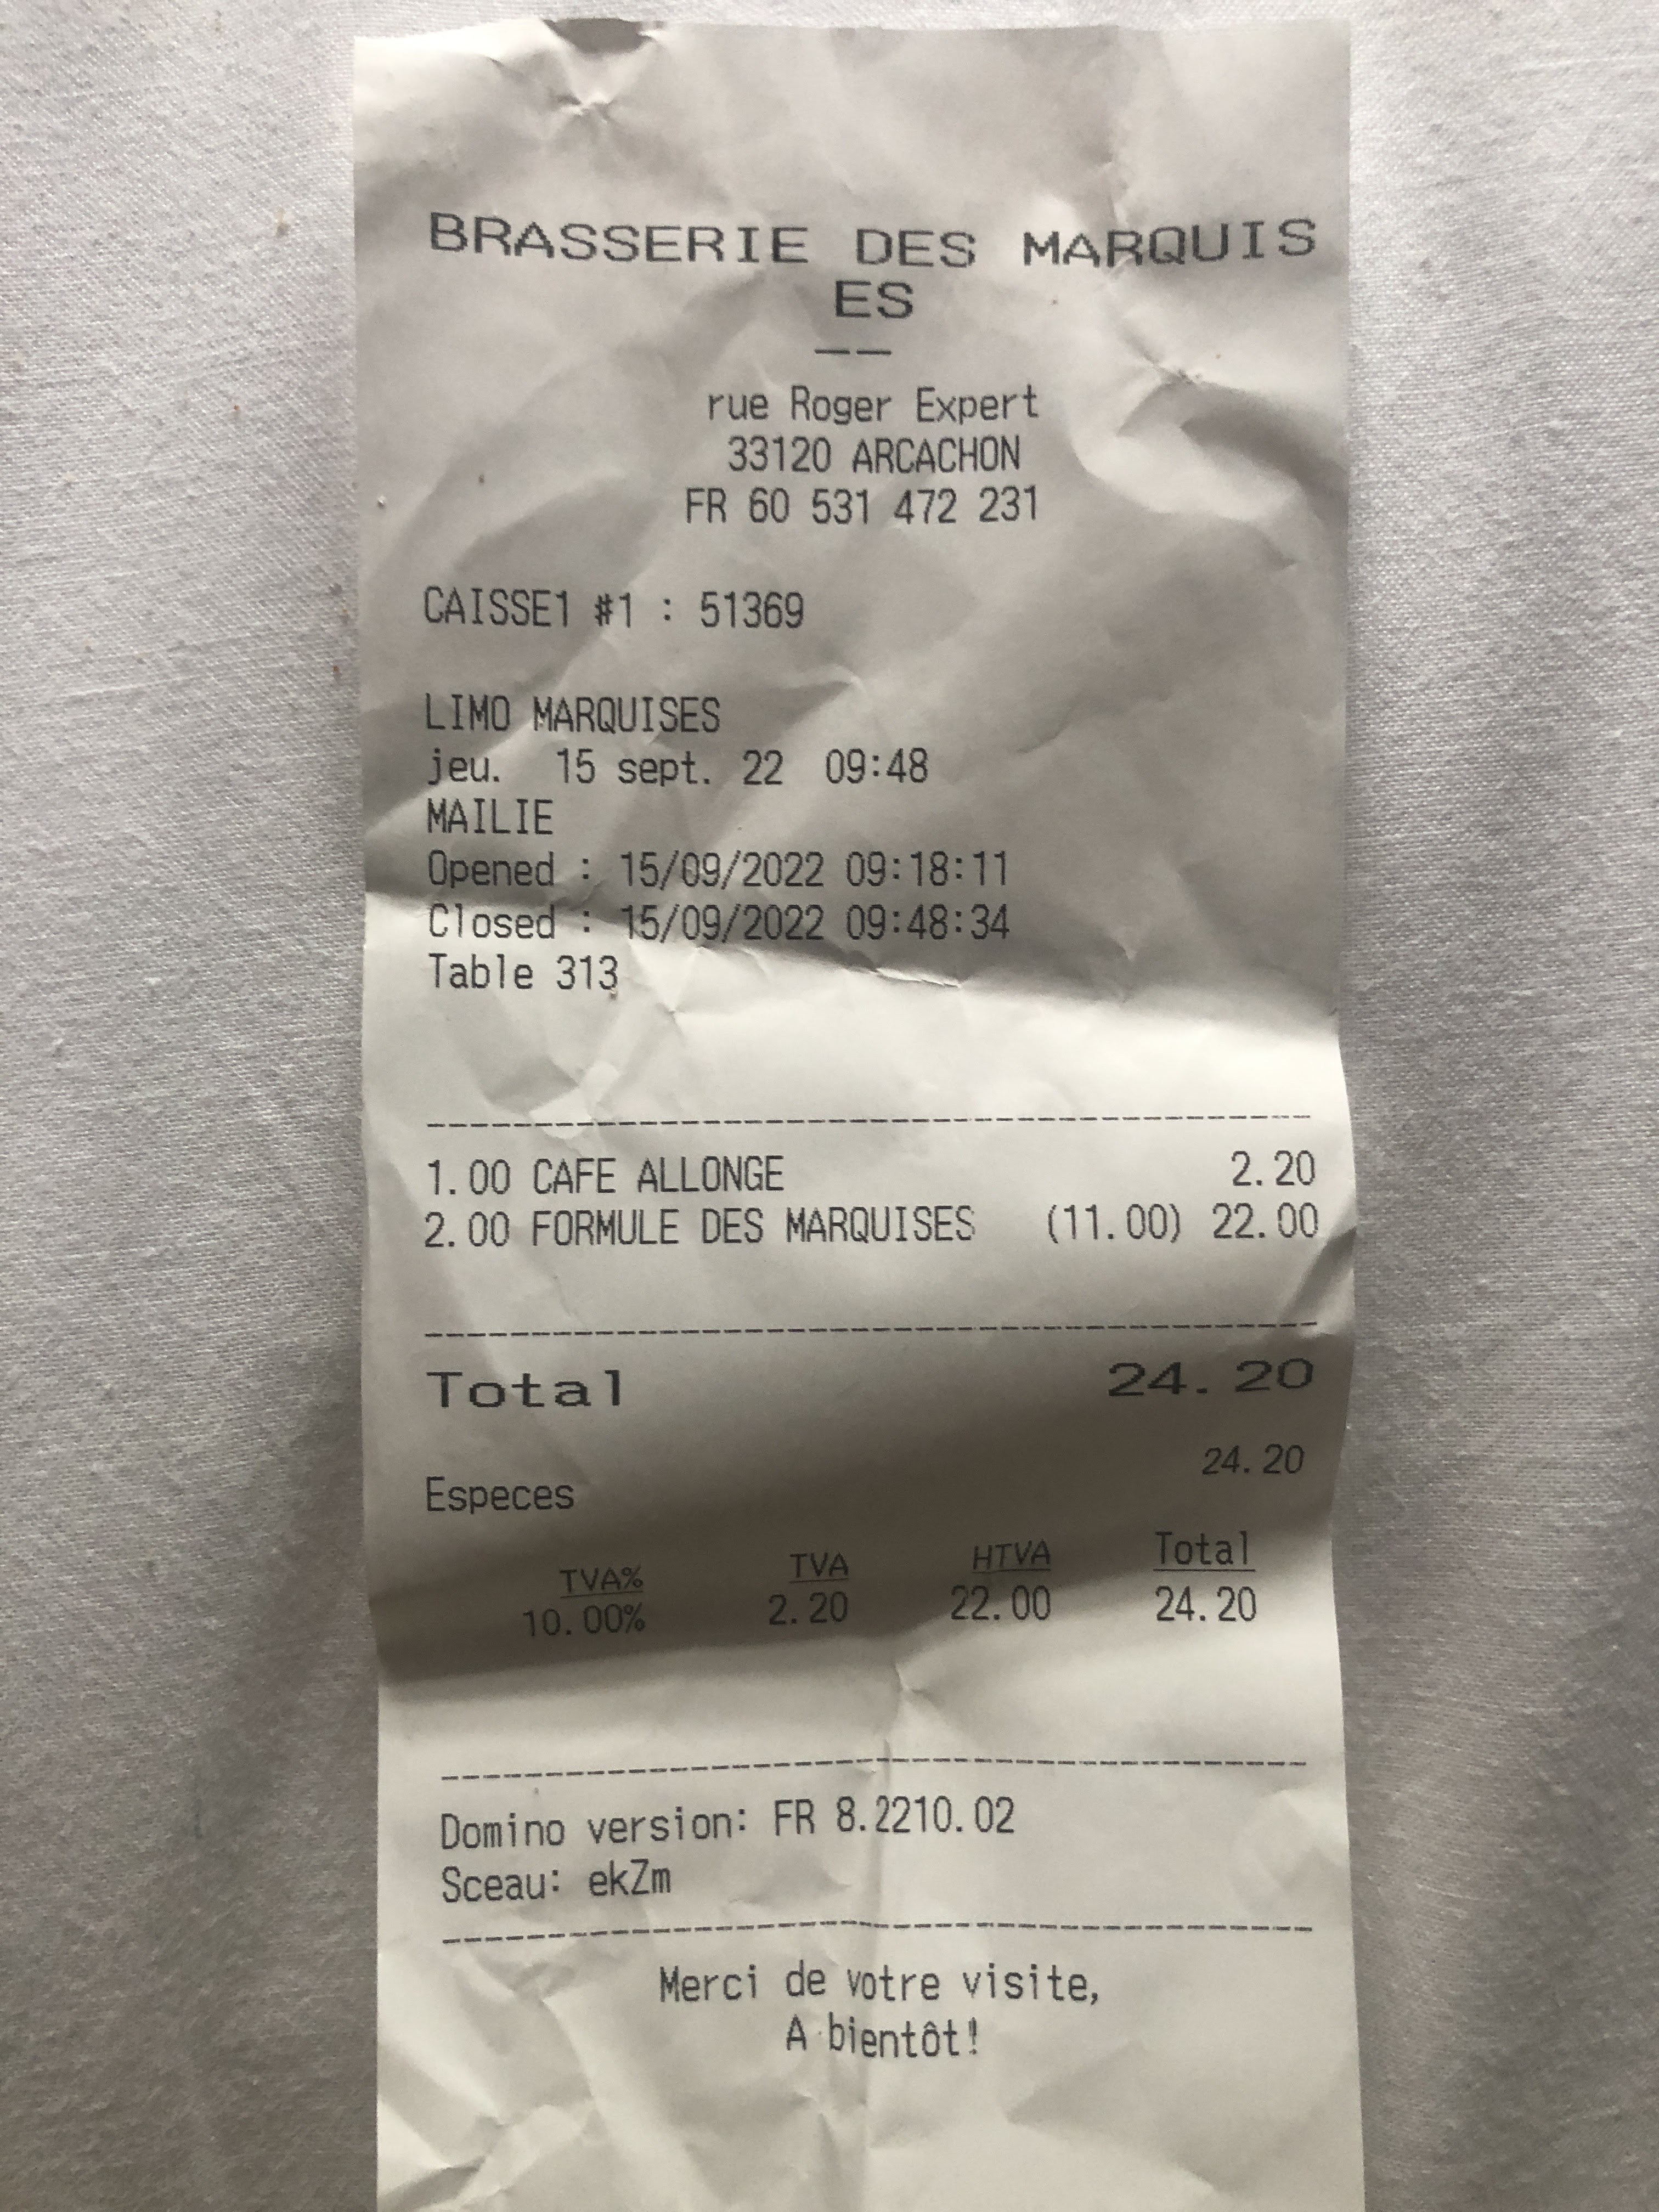 BRASSERIE DES MARQUIS
ES
--
rue Roger Expert
33120 ARCACHON
FR 60 531 472 231
CAISSE1 #1 : 51369
LIMO MARQUISES
jeu. 15 sept. 22 09:48
MAILIE
Opened : 15/09/2022 09:18:11
Closed : 15/09/2022 09:48:34
Table 313
1.00 CAFE ALLONGE 2.20
2.00 FORMULE DES MARQUISES (11.00) 22.00
Total 24.20
Especes 24.20
TVA% TVA HTVA Total
10.00% 2.20 22.00 24.20
Domino version: FR 8.2210.02
Sceau: ekZm
Merci de votre visite,
A bientôt!